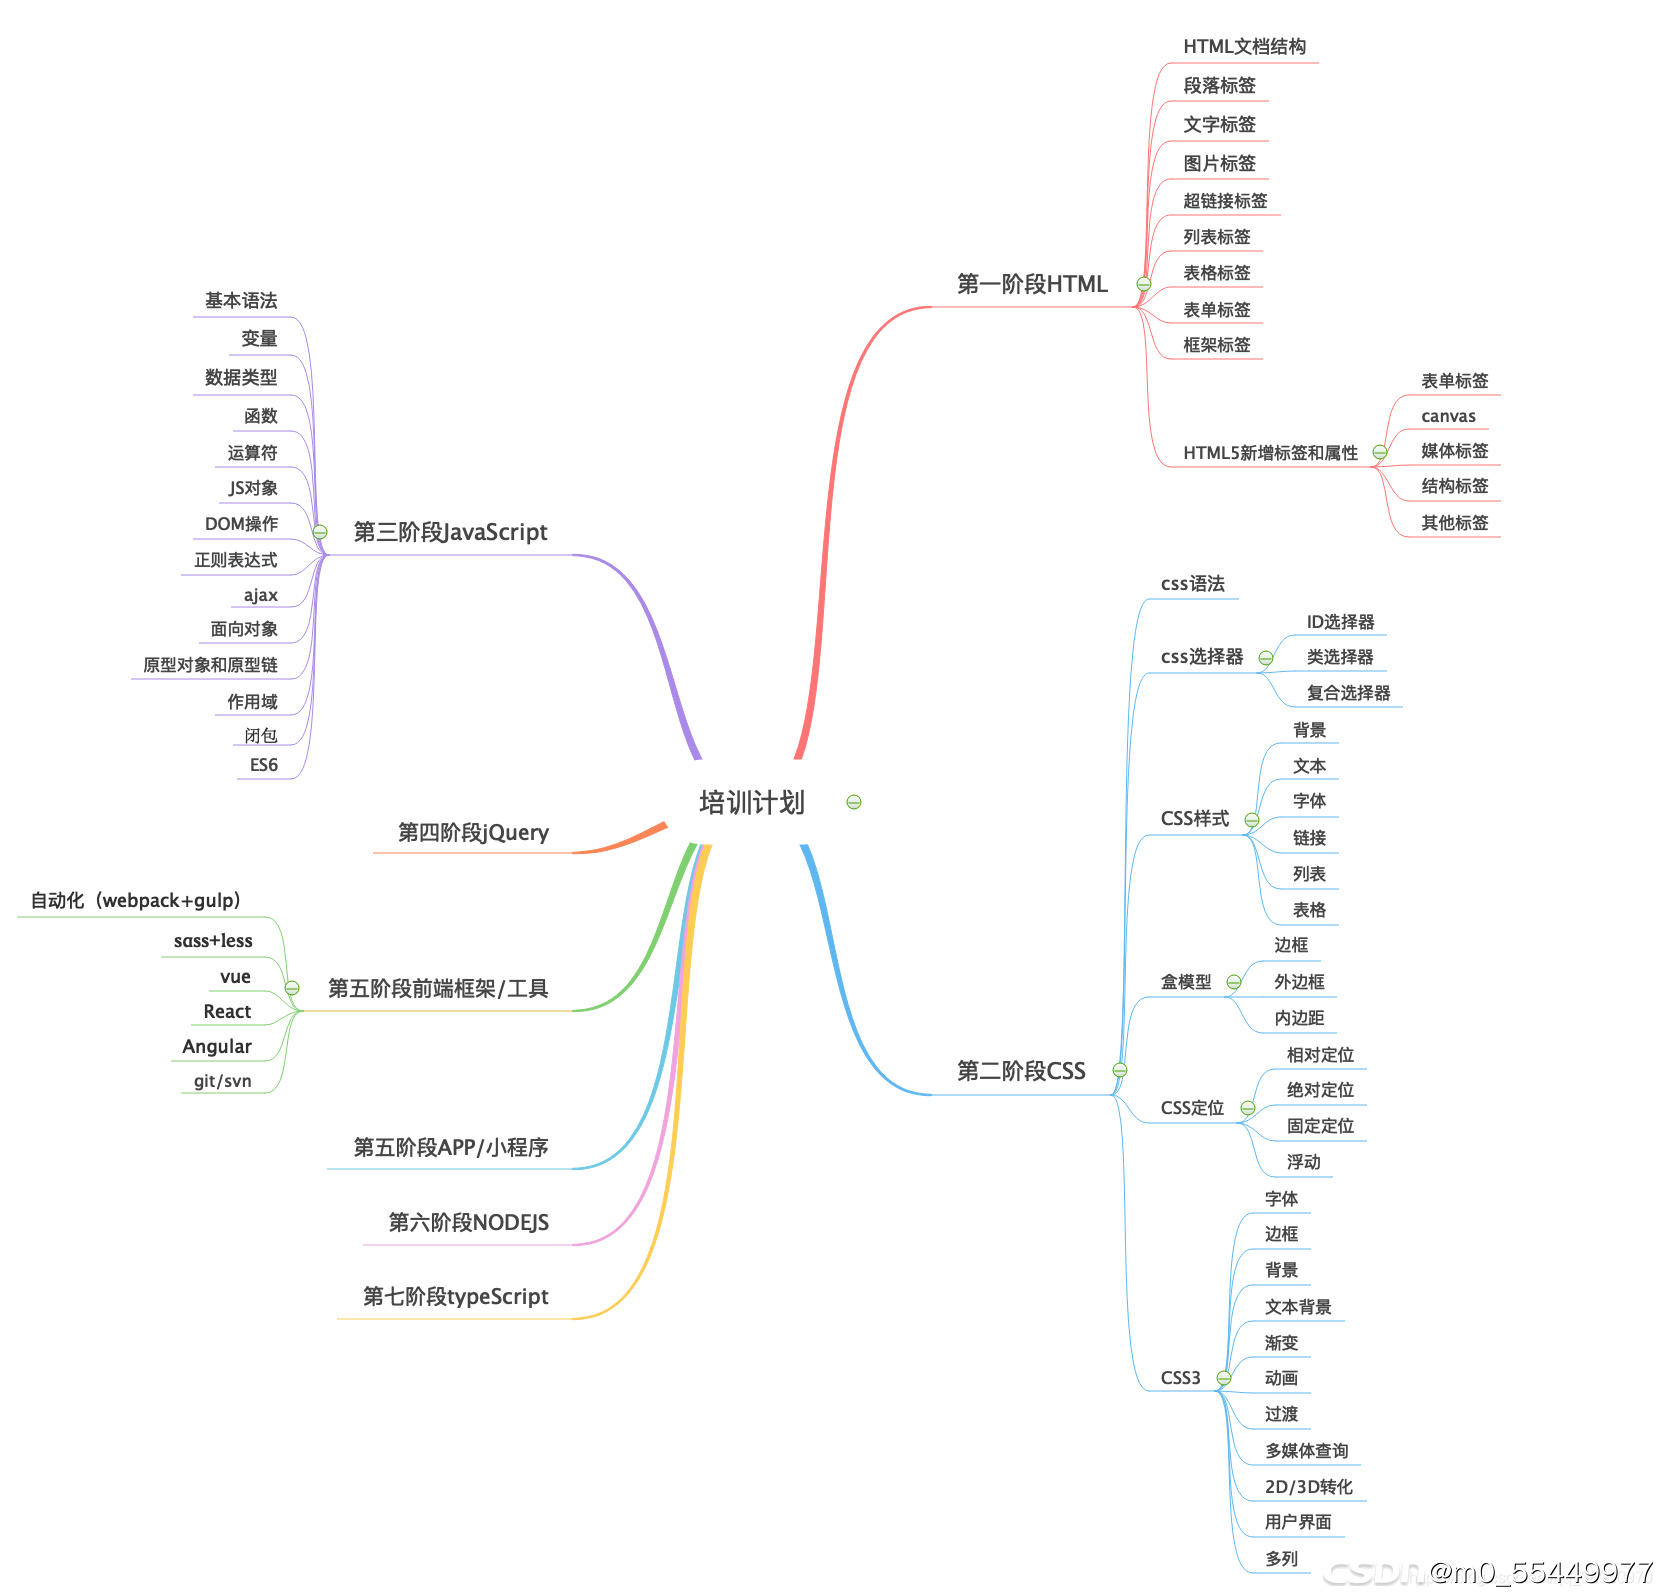 培训计划
第一阶段HTML
HTML文档结构
段落标签
文字标签
图片标签
超链接标签
列表标签
表格标签
表单标签
框架标签
HTML5新增标签和属性
表单标签
canvas
媒体标签
结构标签
其他标签
第二阶段CSS
css语法
css选择器
ID选择器
类选择器
复合选择器
CSS样式
背景
文本
字体
链接
列表
表格
盒模型
边框
外边框
内边距
CSS定位
相对定位
绝对定位
固定定位
浮动
CSS3
字体
边框
背景
文本背景
渐变
动画
过渡
多媒体查询
2D/3D转化
用户界面
多列
第三阶段JavaScript
基本语法
变量
数据类型
函数
运算符
JS对象
DOM操作
正则表达式
ajax
面向对象
原型对象和原型链
作用域
闭包
ES6
第四阶段jQuery
第五阶段前端框架/工具
自动化（webpack+gulp）
sass+less
vue
React
Angular
git/svn
第五阶段APP/小程序
第六阶段NODEJS
第七阶段typeScript
CSDN @m0_55449977